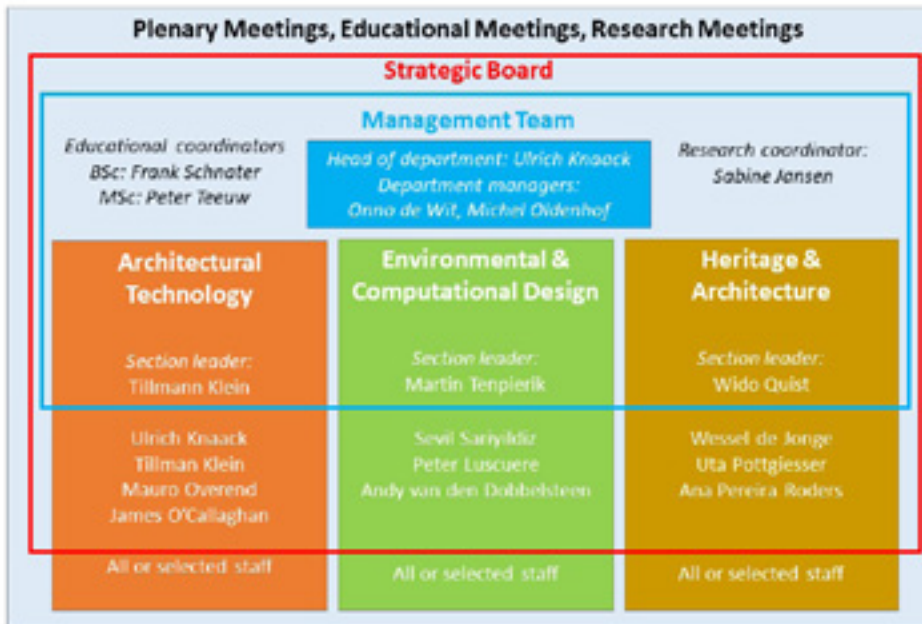 Plenary Meetings, Educational Meetings, Research Meetings
Strategic Board
Management Team
Educational coordinators
BSc: Frank Schnater
MSc: Peter Teeuw
Head of department: Ulrich Knaack
Department managers:
Onno de Wit, Michel Oldenhof
Research coordinator:
Sabine Jansen
Architectural
Technology
Section leader:
Tillmann Klein
Ulrich Knaack
Tillman Klein
Mauro Overend
James O'Callaghan
All or selected staff
Environmental &
Computational Design
Section leader:
Martin Tenpierik
Sevil Sariyildiz
Peter Luscuere
Andy van den Dobbelsteen
All or selected staff
Heritage &
Architecture
Section leader:
Wido Quist
Wessel de Jonge
Uta Pottgiesser
Ana Pereira Roders
All or selected staff